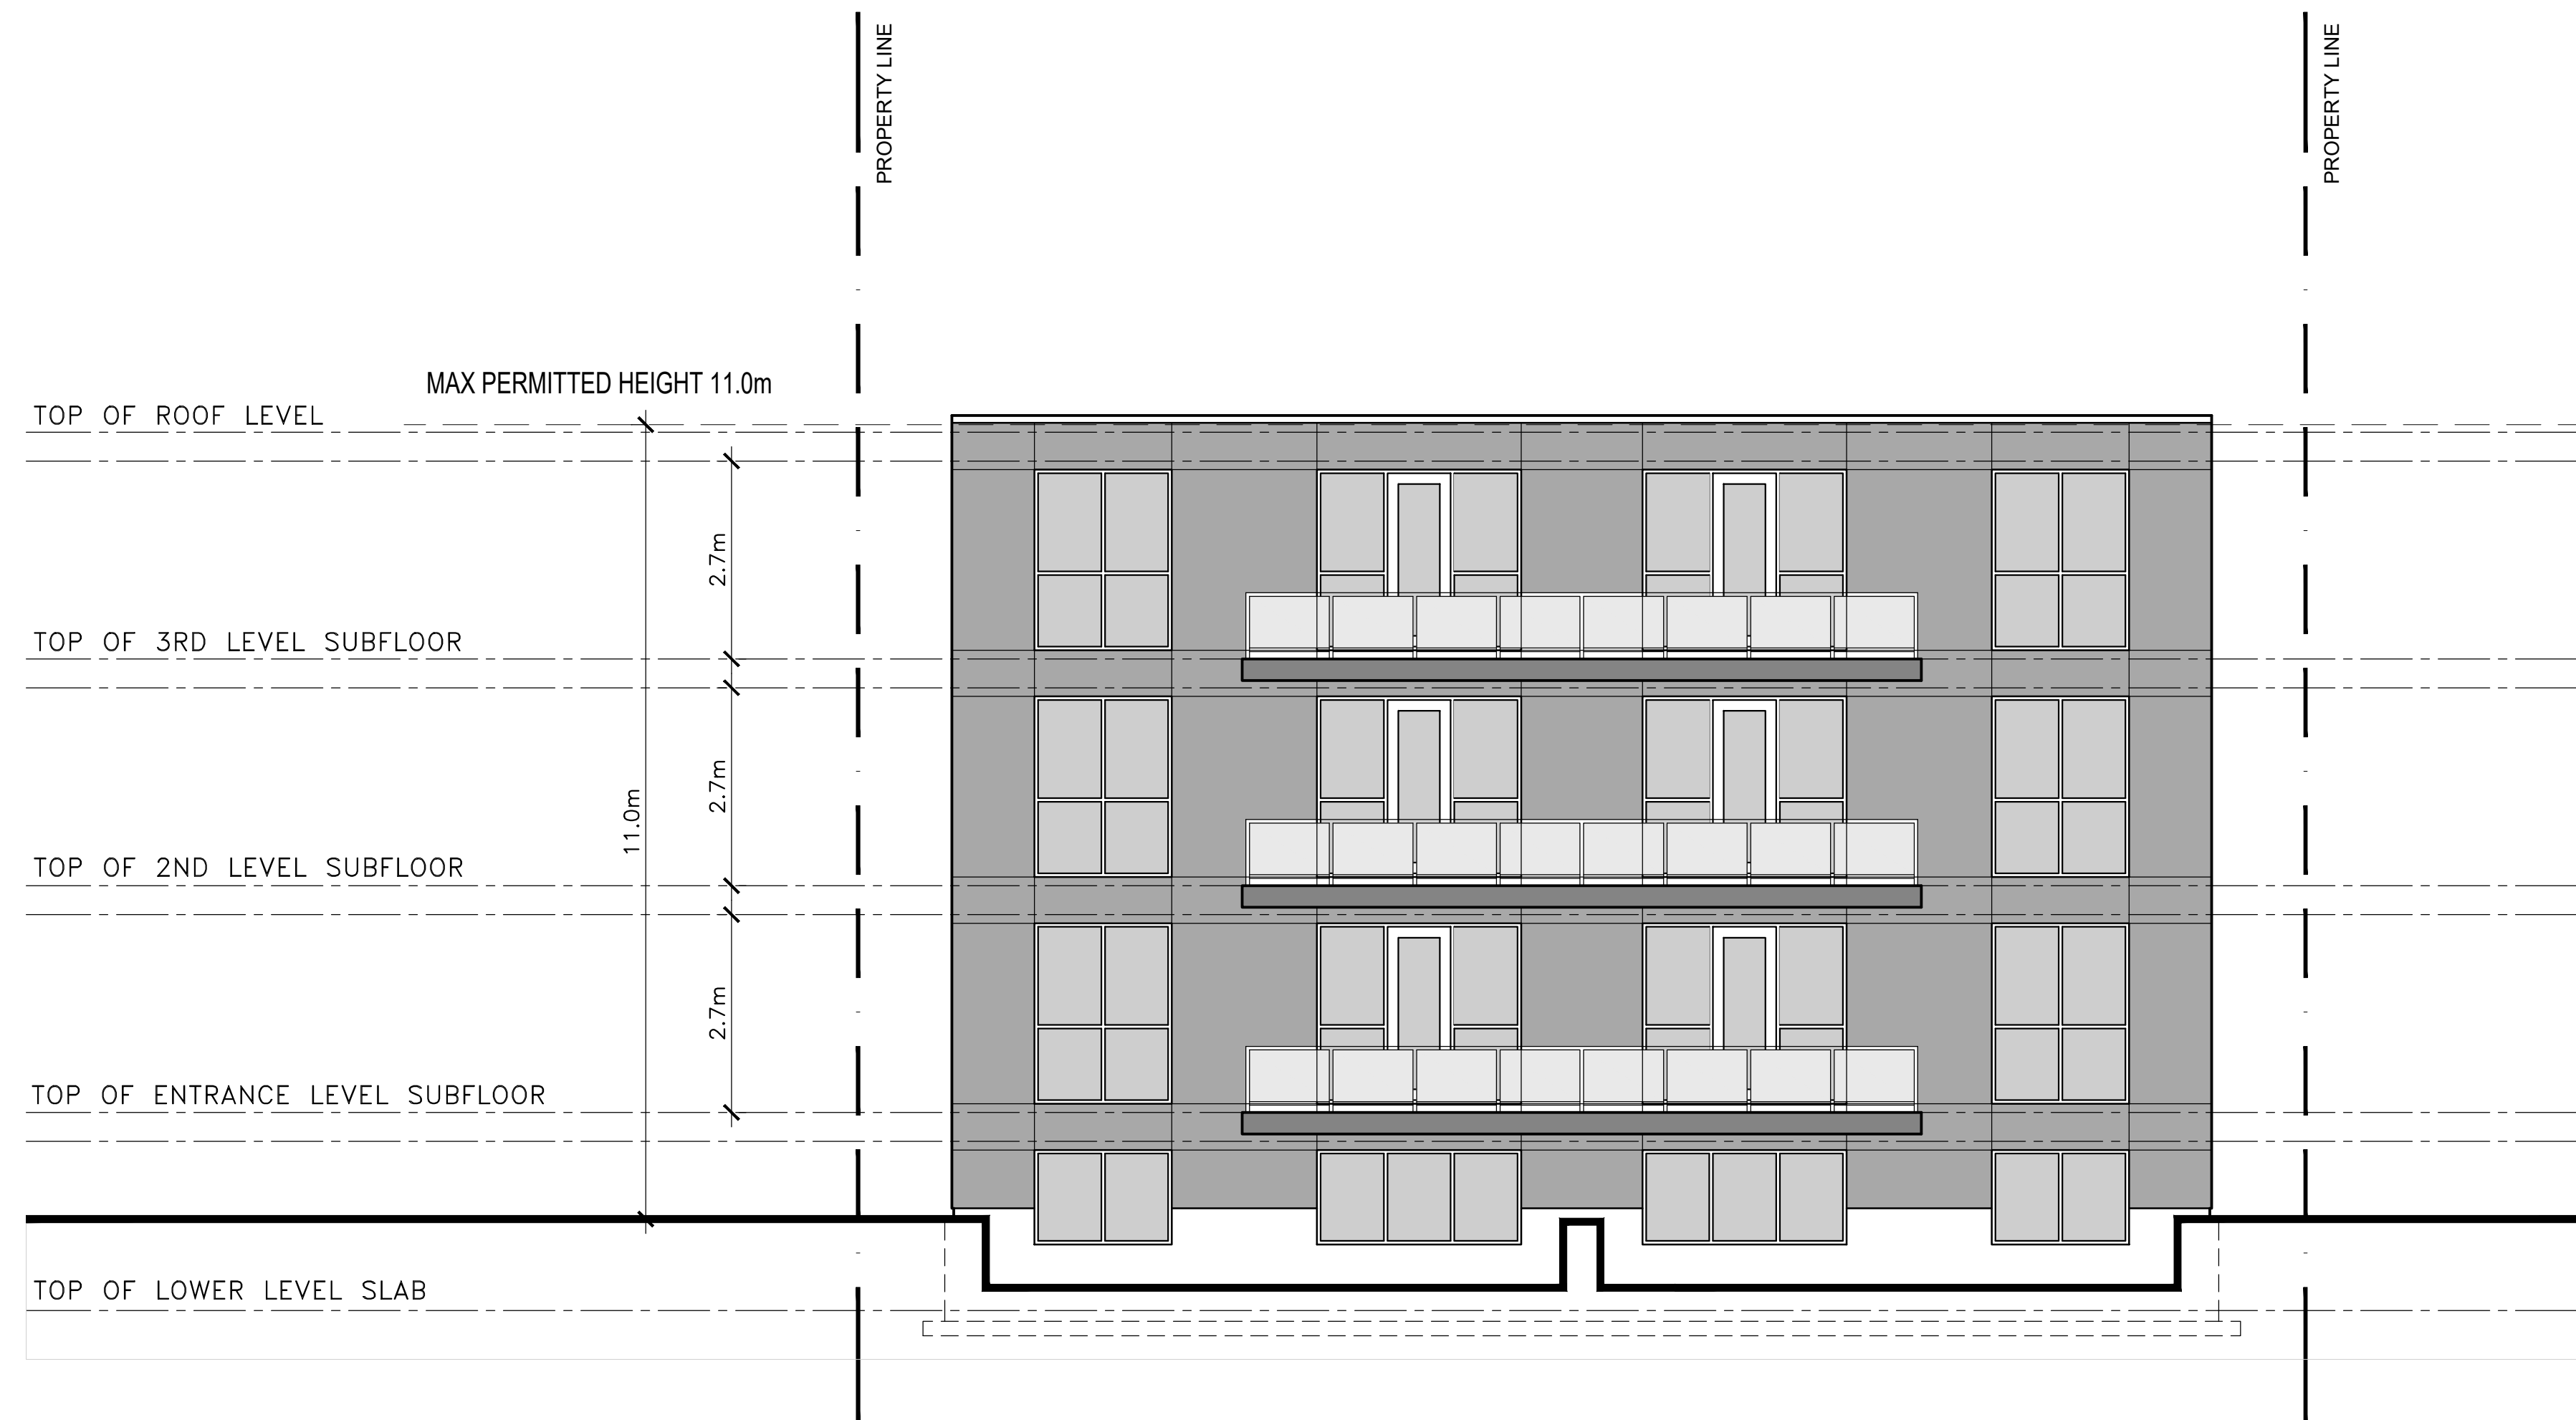 PROPERTY LINE
PROPERTY LINE
MAX PERMITTED HEIGHT 11.0m
TOP OF ROOF LEVEL
2.7m
TOP OF 3RD LEVEL SUBFLOOR
2.7m
11.0m
TOP OF 2ND LEVEL SUBFLOOR
2.7m
TOP OF ENTRANCE LEVEL SUBFLOOR
TOP OF LOWER LEVEL SLAB